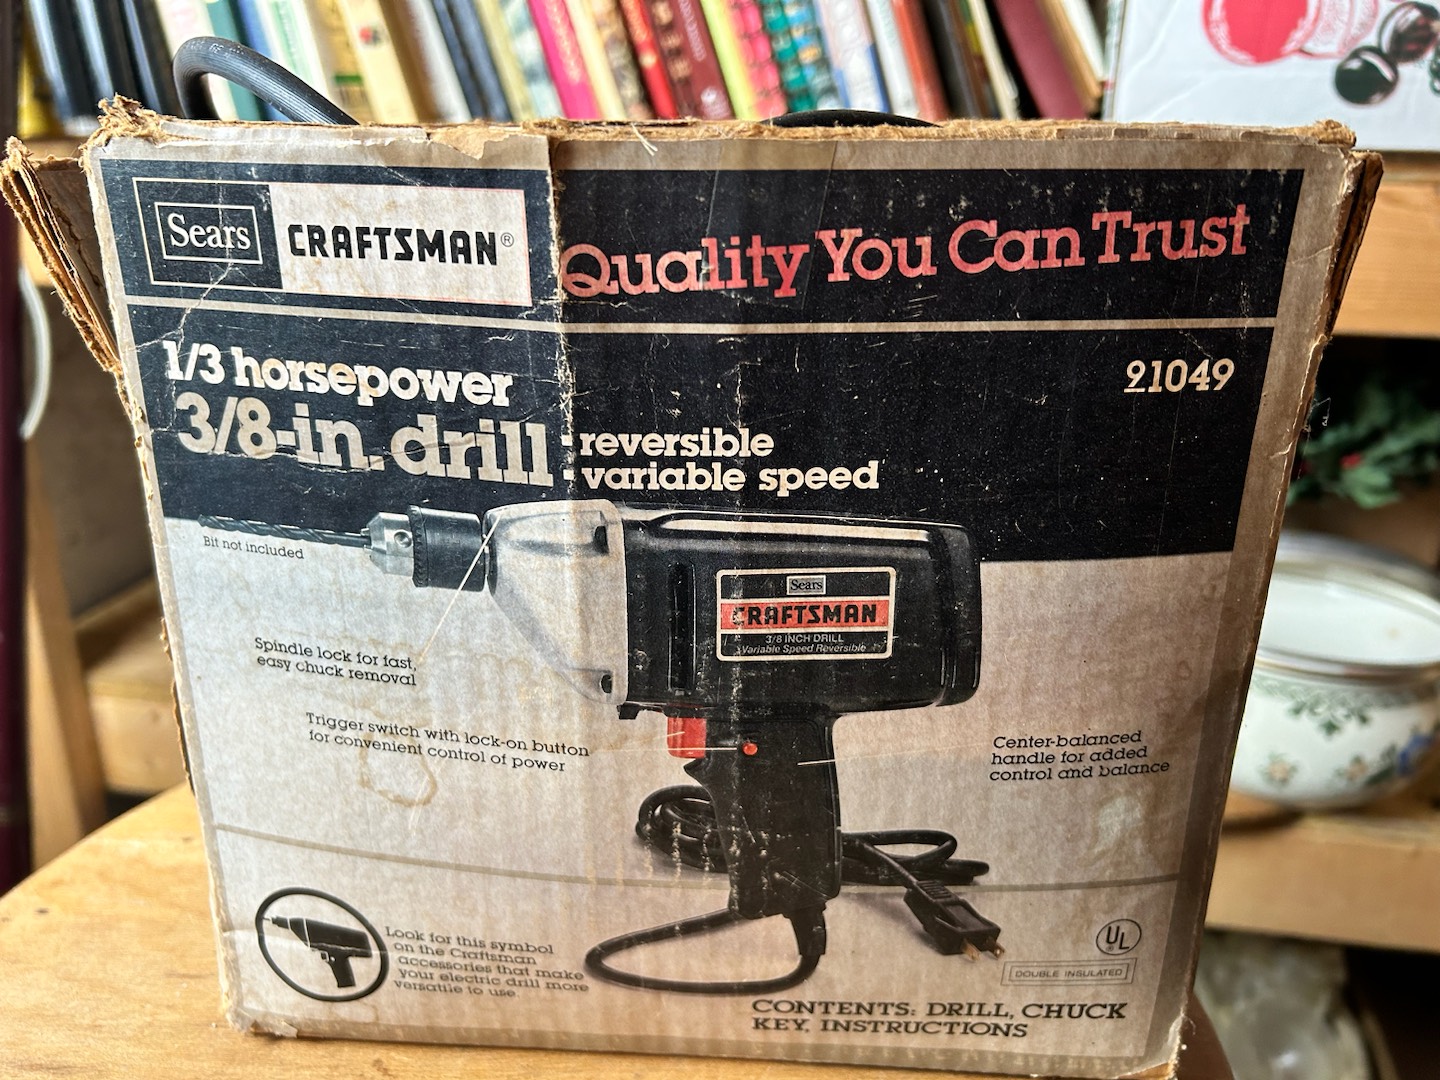 Sears CRAFTSMAN®
Quality You Can Trust
1/3 horsepower
3/8-in. drill:
reversible
variable speed
91049
Bit not included
Sears
CRAFTSMAN
3/8 INCH DRILL
Variable Speed Reversible
Spindle lock for fast,
easy chuck removal
Trigger switch with lock-on button
for convenient control of power
Center-balanced
handle for added
control and balance
Look for this symbol
on the Craftsman
accessories that make
your electric drill more
versatile to use.
UL
DOUBLE INSULATED
CONTENTS: DRILL, CHUCK
KEY, INSTRUCTIONS